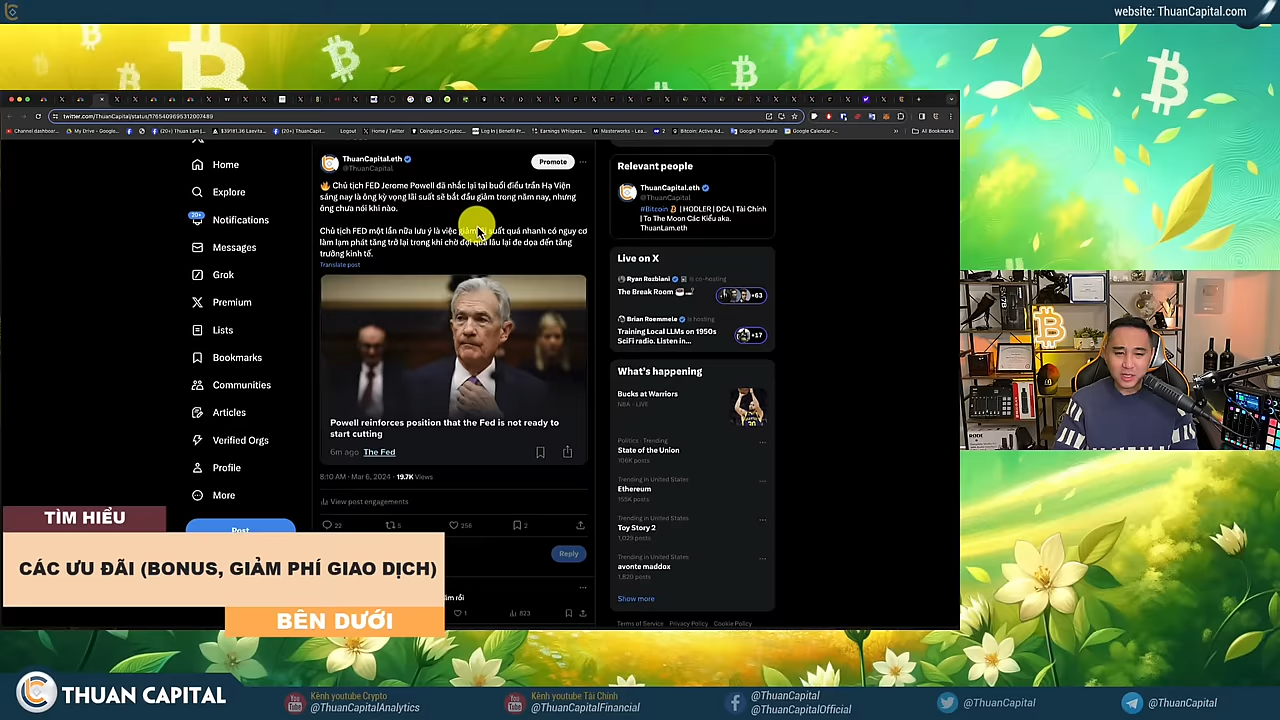 website: ThuanCapital.com
twitter.com/ThuanCapital/status/1765409695312007489
Channel dashboar...
My Drive - Google...
(20+) Thuan Lam |...
$39181.36 Laevita...
(20+) ThuanCapit...
Logout
Home / Twitter
Coinglass-Cryptoc...
Log In | Benefit Pr...
Earnings Whispers...
Masterworks - Lea...
2
Bitcoin: Active Ad...
Google Translate
Google Calendar -...
All Bookmarks
Home
Explore
20+
Notifications
Messages
Grok
Premium
Lists
Bookmarks
Communities
Articles
Verified Orgs
Profile
More
Post
ThuanCapital.eth
@ThuanCapital
Promote
🔥 Chủ tịch FED Jerome Powell đã nhắc lại tại buổi điều trần Hạ Viện
sáng nay là ông kỳ vọng lãi suất sẽ bắt đầu giảm trong năm nay, nhưng
ông chưa nói khi nào.
Chủ tịch FED một lần nữa lưu ý là việc giảm lãi suất quá nhanh có nguy cơ
làm lạm phát tăng trở lại trong khi chờ đợi quá lâu lại đe dọa đến tăng
trưởng kinh tế.
Translate post
Powell reinforces position that the Fed is not ready to
start cutting
6m ago The Fed
8:10 AM · Mar 6, 2024 · 19.7K Views
View post engagements
22
5
256
2
Reply
1
823
Relevant people
ThuanCapital.eth
@ThuanCapital
#Bitcoin | HODLER | DCA | Tài Chính
| To The Moon Các Kiểu aka.
ThuanLam.eth
Live on X
Ryan Rozbiani is co-hosting
The Break Room
+63
Brian Roemmele is hosting
Training Local LLMs on 1950s
SciFi radio. Listen in...
+17
What's happening
Bucks at Warriors
NBA · LIVE
Politics · Trending
State of the Union
106K posts
Trending in United States
Ethereum
155K posts
Trending in United States
Toy Story 2
1,023 posts
Trending in United States
avonte maddox
1,820 posts
Show more
Terms of Service Privacy Policy Cookie Policy
TÌM HIỂU
CÁC ƯU ĐÃI (BONUS, GIẢM PHÍ GIAO DỊCH)
BÊN DƯỚI
THUAN CAPITAL
Kênh youtube Crypto
@ThuanCapitalAnalytics
Kênh youtube Tài Chính
@ThuanCapitalFinancial
@ThuanCapital
@ThuanCapitalOfficial
@ThuanCapital
@ThuanCapital